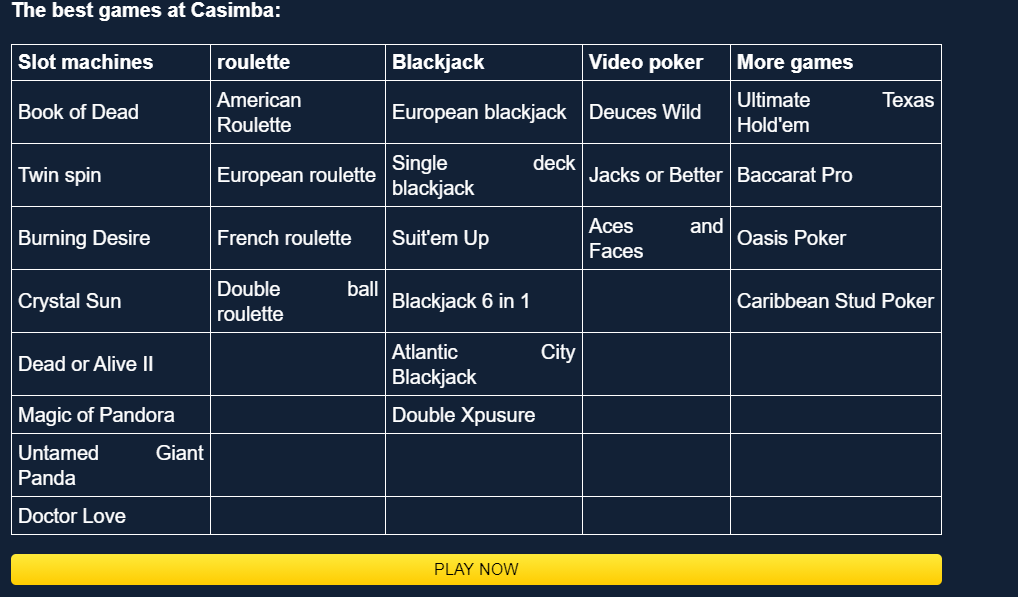 The best games at Casimba:
Slot machines roulette Blackjack Video poker More games
Book of Dead American Roulette European blackjack Deuces Wild Ultimate Texas Hold'em
Twin spin European roulette Single deck blackjack Jacks or Better Baccarat Pro
Burning Desire French roulette Suit'em Up Aces and Faces Oasis Poker
Crystal Sun Double ball roulette Blackjack 6 in 1 Caribbean Stud Poker
Dead or Alive II Atlantic City Blackjack
Magic of Pandora Double Xpusure
Untamed Giant Panda
Doctor Love
PLAY NOW